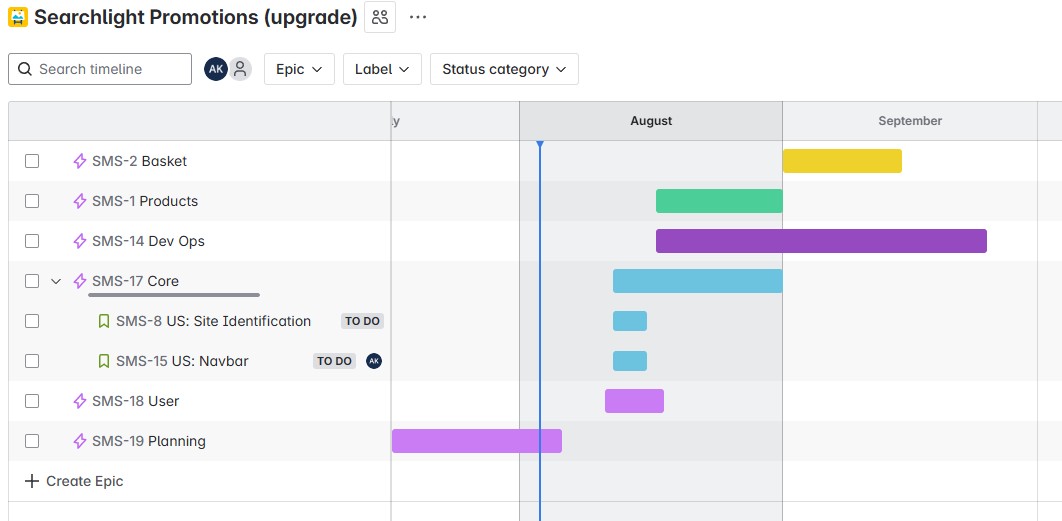 Searchlight Promotions (upgrade)
Search timeline
AK
Epic
Label
Status category
ly
August
September
SMS-2 Basket
SMS-1 Products
SMS-14 Dev Ops
SMS-17 Core
SMS-8 US: Site Identification TO DO
SMS-15 US: Navbar TO DO AK
SMS-18 User
SMS-19 Planning
Create Epic